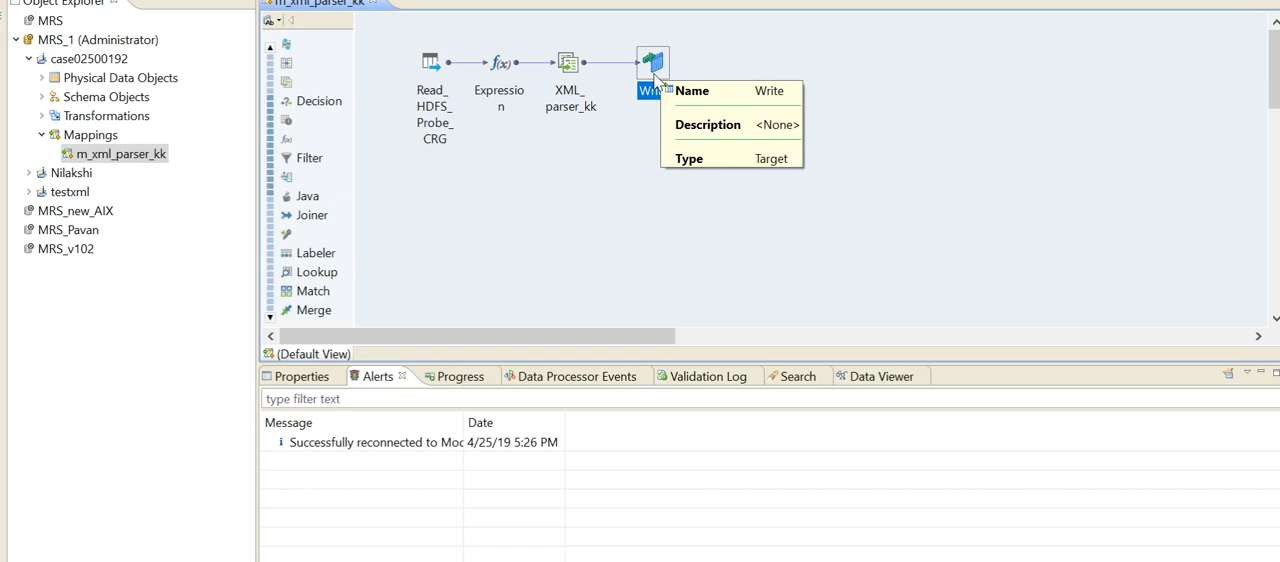 Object Explorer
m_xml_parser_kk
MRS
MRS_1 (Administrator)
case02500192
Physical Data Objects
Schema Objects
Transformations
Mappings
m_xml_parser_kk
Nilakshi
testxml
MRS_new_AIX
MRS_Pavan
MRS_v102
Decision
Filter
Java
Joiner
Labeler
Lookup
Match
Merge
Read_
HDFS_
Probe_
CRG
f(x)
Expressio
n
XML_
parser_kk
Name Write
Description <None>
Type Target
(Default View)
Properties Alerts Progress Data Processor Events Validation Log Search Data Viewer
type filter text
Message Date
i Successfully reconnected to Moc 4/25/19 5:26 PM